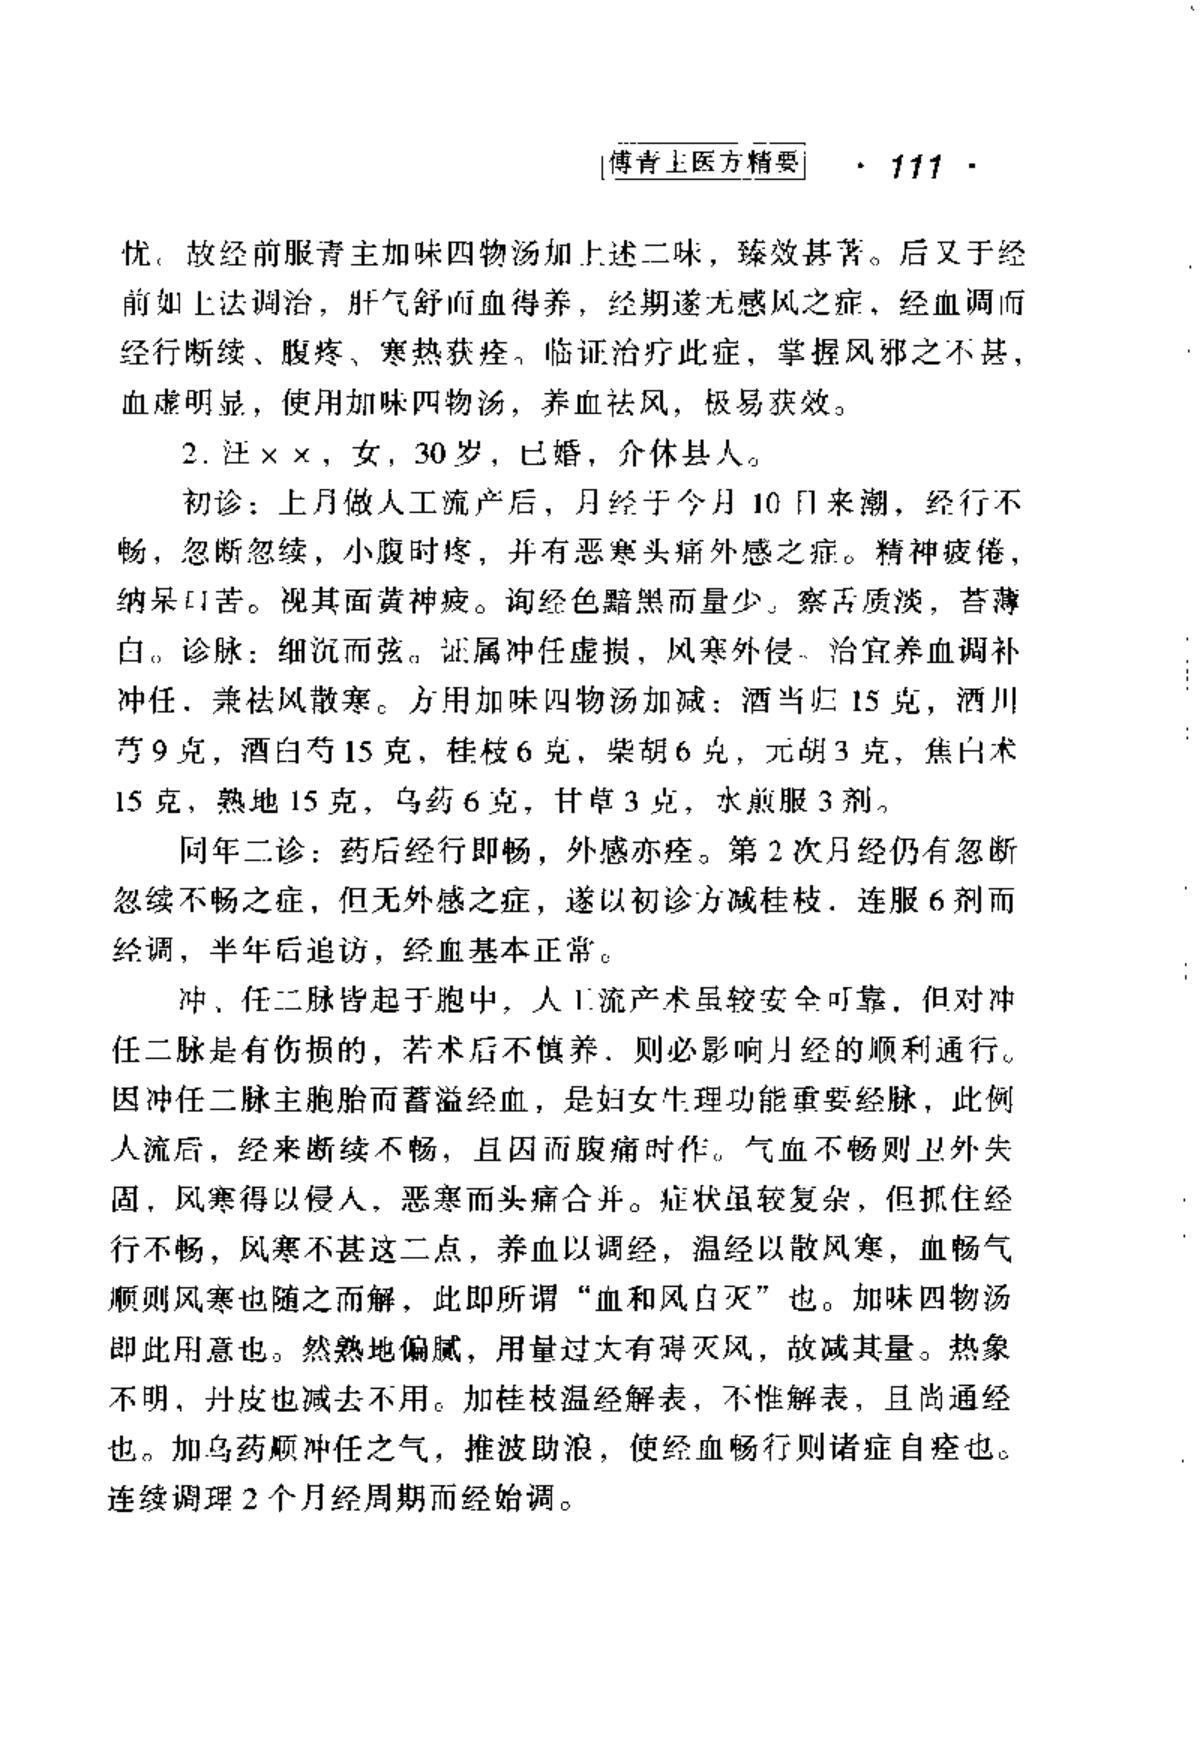 傅青主医方精要 · 111 ·
忧。故经前服青主加味四物汤加上述二味，臻效甚著。后又于经
前如上法调治，肝气舒而血得养，经期遂无感风之症，经血调而
经行断续、腹疼、寒热获痊。临证治疗此症，掌握风邪之不甚，
血虚明显，使用加味四物汤，养血祛风，极易获效。
2. 汪××，女，30岁，已婚，介休县人。
初诊：上月做人工流产后，月经于今月10日来潮，经行不
畅，忽断忽续，小腹时疼，并有恶寒头痛外感之症。精神疲倦，
纳呆口苦。视其面黄神疲。询经色黯黑而量少。察舌质淡，苔薄
白。诊脉：细沉而弦。证属冲任虚损，风寒外侵、治宜养血调补
冲任，兼祛风散寒。方用加味四物汤加减：酒当归15克，酒川
芎9克，酒白芍15克，桂枝6克，柴胡6克，元胡3克，焦白术
15克，熟地15克，乌药6克，甘草3克，水煎服3剂。
同年二诊：药后经行即畅，外感亦痊。第2次月经仍有忽断
忽续不畅之症，但无外感之症，遂以初诊方减桂枝．连服6剂而
经调，半年后追访，经血基本正常。
冲、任二脉皆起于胞中，人工流产术虽较安全可靠，但对冲
任二脉是有伤损的，若术后不慎养．则必影响月经的顺利通行。
因冲任二脉主胞胎而蓄溢经血，是妇女生理功能重要经脉，此例
人流后，经来断续不畅，且因而腹痛时作。气血不畅则卫外失
固，风寒得以侵人，恶寒而头痛合并。症状虽较复杂，但抓住经
行不畅，风寒不甚这二点，养血以调经，温经以散风寒，血畅气
顺则风寒也随之而解，此即所谓“血和风自灭”也。加味四物汤
即此用意也。然熟地偏腻，用量过大有碍灭风，故减其量。热象
不明，丹皮也减去不用。加桂枝温经解表，不惟解表，且尚通经
也。加乌药顺冲任之气，推波助浪，使经血畅行则诸症自痊也。
连续调理2个月经周期而经始调。